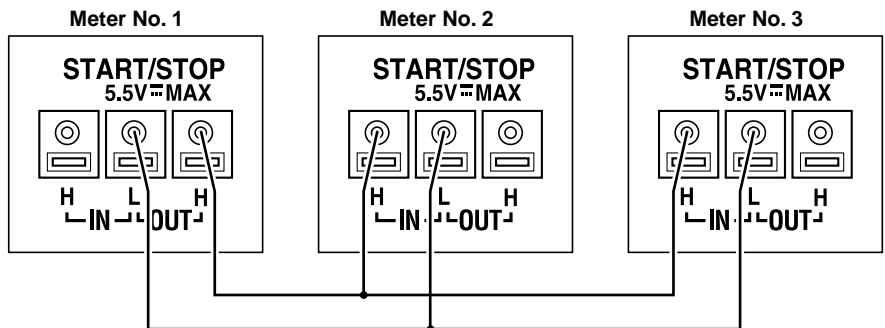 Meter No. 1
START/STOP
5.5V⎓MAX
H L H
IN OUT
Meter No. 2
START/STOP
5.5V⎓MAX
H L H
IN OUT
Meter No. 3
START/STOP
5.5V⎓MAX
H L H
IN OUT